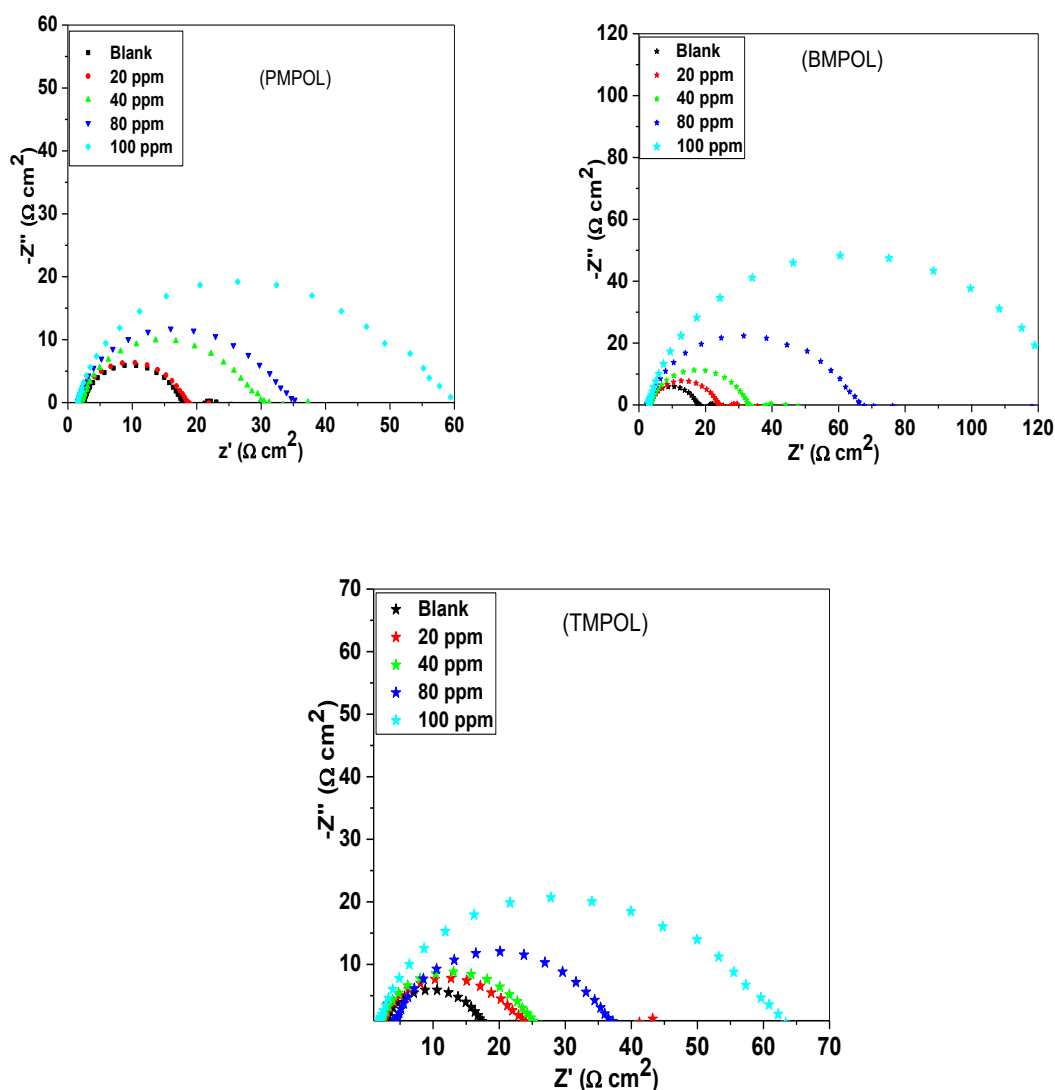 60
50
40
30
20
10
0
-Z'' (Ω cm2)
Blank
20 ppm
40 ppm
80 ppm
100 ppm
(PMPOL)
0 10 20 30 40 50 60
z' (Ω cm2)
120
100
80
60
40
20
0
-Z'' (Ω cm2)
Blank
20 ppm
40 ppm
80 ppm
100 ppm
(BMPOL)
0 20 40 60 80 100 120
Z' (Ω cm2)
70
60
50
40
30
20
10
-Z'' (Ω cm2)
Blank
20 ppm
40 ppm
80 ppm
100 ppm
(TMPOL)
10 20 30 40 50 60 70
Z' (Ω cm2)